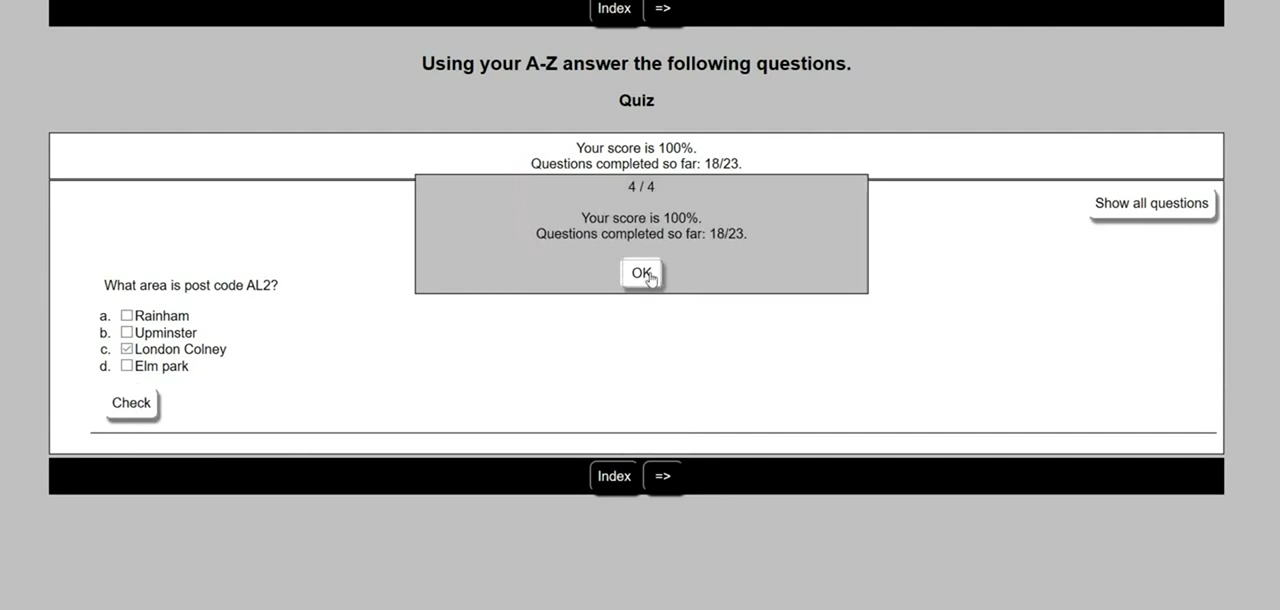 Index =>
Using your A-Z answer the following questions.
Quiz
Your score is 100%.
Questions completed so far: 18/23.
4 / 4
Your score is 100%.
Questions completed so far: 18/23.
OK
Show all questions
What area is post code AL2?
a. Rainham
b. Upminster
c. London Colney
d. Elm park
Check
Index =>